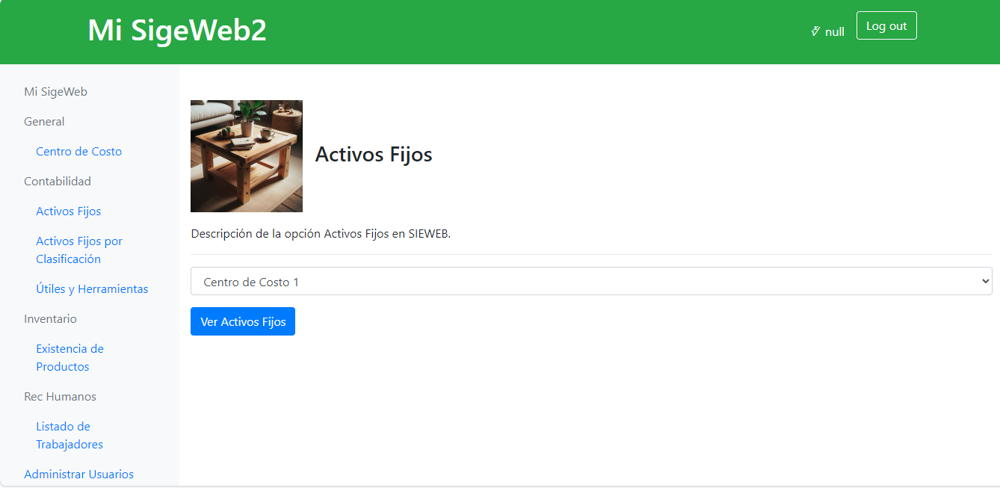 Mi SigeWeb2
null
Log out
Mi SigeWeb
General
Centro de Costo
Contabilidad
Activos Fijos
Activos Fijos por
Clasificación
Útiles y Herramientas
Inventario
Existencia de
Productos
Rec Humanos
Listado de
Trabajadores
Administrar Usuarios
Activos Fijos
Descripción de la opción Activos Fijos en SIEWEB.
Centro de Costo 1
Ver Activos Fijos